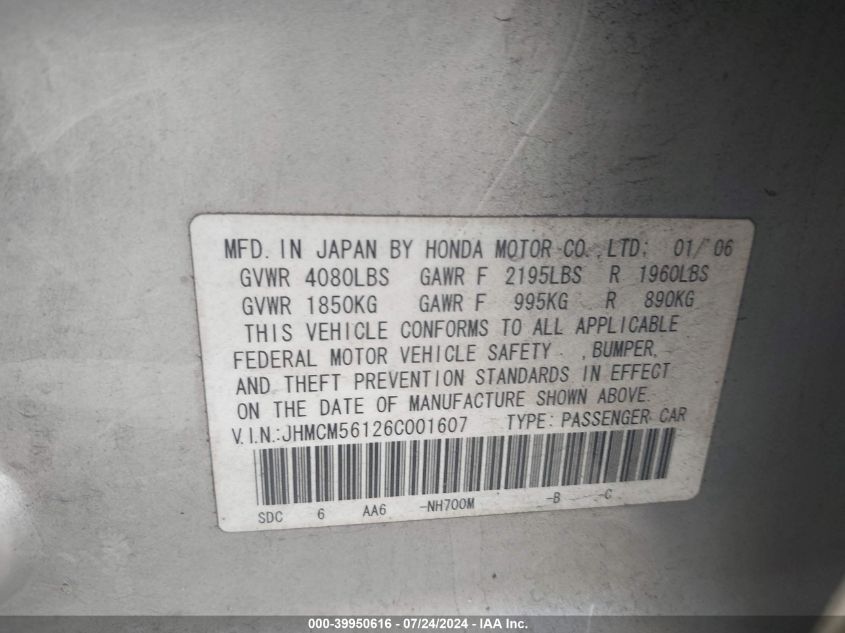 MFD. IN JAPAN BY HONDA MOTOR CO., LTD. 01/ 06
GVWR 4080LBS GAWR F 2195LBS R 1960LBS
GVWR 1850KG GAWR F 995KG R 890KG
THIS VEHICLE CONFORMS TO ALL APPLICABLE
FEDERAL MOTOR VEHICLE SAFETY , BUMPER,
AND THEFT PREVENTION STANDARDS IN EFFECT
ON THE DATE OF MANUFACTURE SHOWN ABOVE.
V.I.N.:JHMCM56126C001607 TYPE: PASSENGER CAR
SDC 6 AA6 -NH700M -B -C
000-39950616 - 07/24/2024 - IAA Inc.